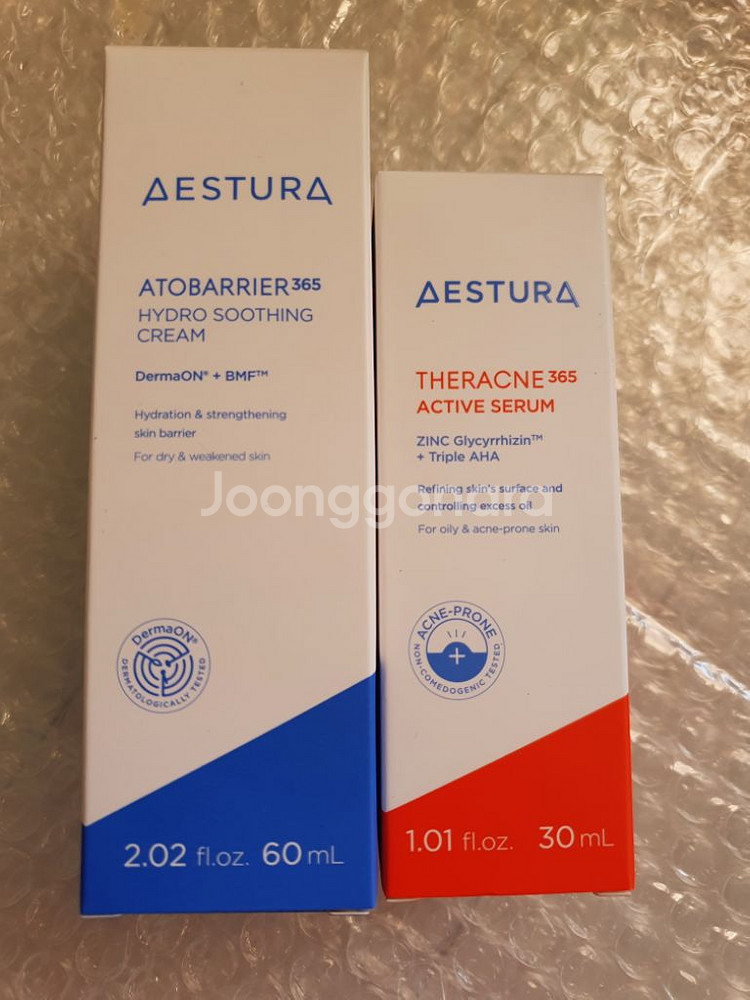 AESTURA
ATOBARRIER365
HYDRO SOOTHING
CREAM
DermaON® + BMF™
Hydration & strengthening
skin barrier
For dry & weakened skin
DermaON®
DERMATOLOGICALLY TESTED
2.02 fl.oz. 60 mL
AESTURA
THERACNE365
ACTIVE SERUM
ZINC Glycyrrhizin™
+ Triple AHA
Refining skin's surface and
controlling excess oil
For oily & acne-prone skin
ACNE-PRONE
NON-COMEDOGENIC TESTED
1.01 fl.oz. 30 mL
Joonggonara